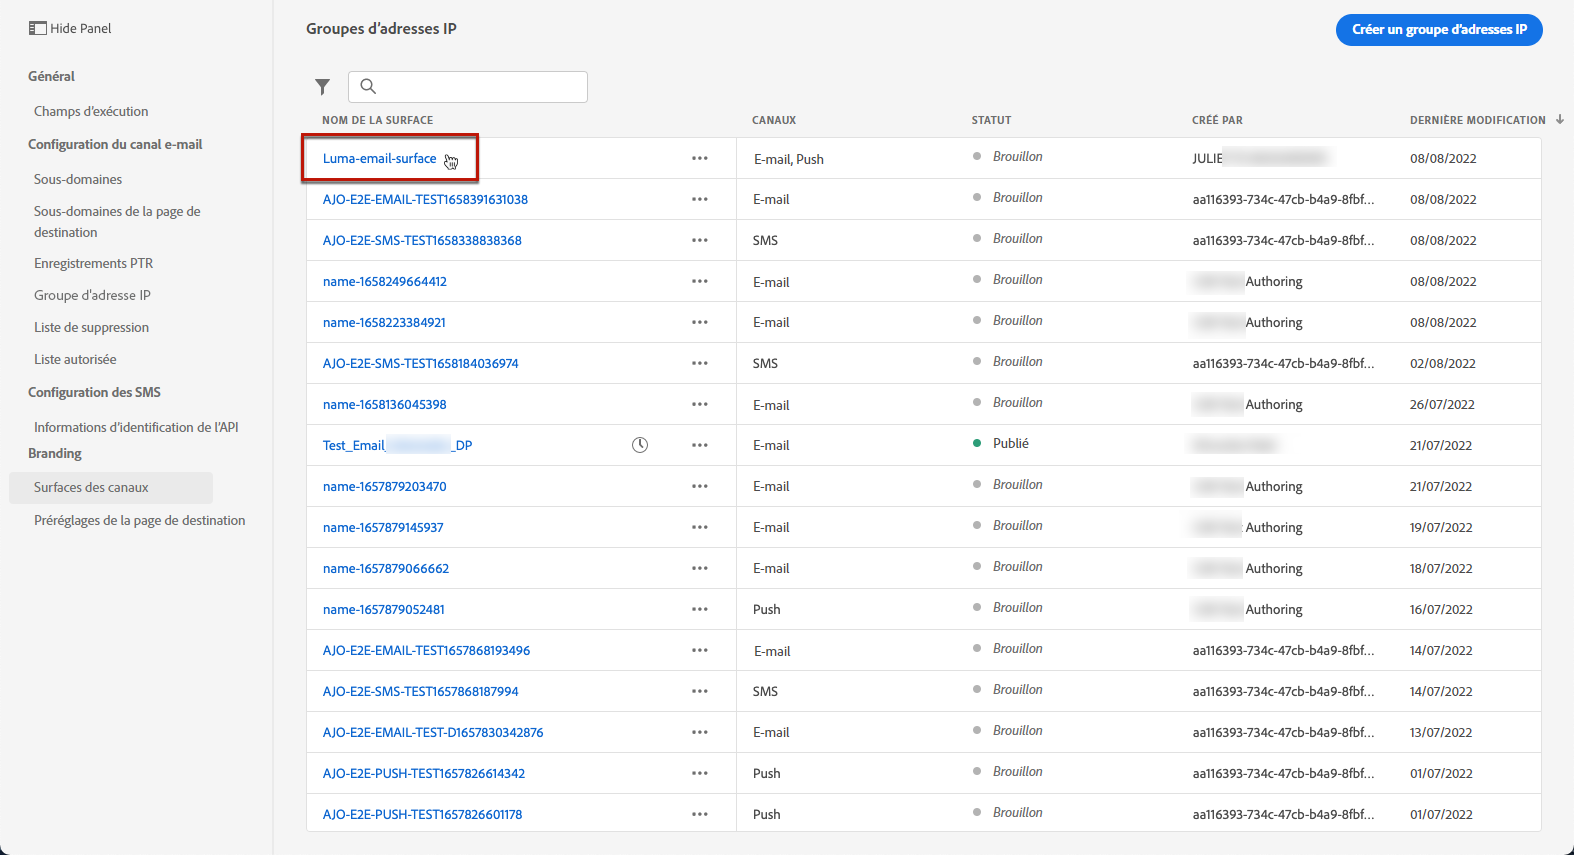 Hide Panel
Général
Champs d'exécution
Configuration du canal e-mail
Sous-domaines
Sous-domaines de la page de
destination
Enregistrements PTR
Groupe d'adresse IP
Liste de suppression
Liste autorisée
Configuration des SMS
Informations d'identification de l'API
Branding
Surfaces des canaux
Préréglages de la page de destination
Groupes d'adresses IP
Créer un groupe d'adresses IP
NOM DE LA SURFACE CANAUX STATUT CRÉÉ PAR DERNIÈRE MODIFICATION
Luma-email-surface E-mail, Push Brouillon JULIE 08/08/2022
AJO-E2E-EMAIL-TEST1658391631038 E-mail Brouillon aa116393-734c-47cb-b4a9-8fbf... 08/08/2022
AJO-E2E-SMS-TEST1658338838368 SMS Brouillon aa116393-734c-47cb-b4a9-8fbf... 08/08/2022
name-1658249664412 E-mail Brouillon Authoring 08/08/2022
name-1658223384921 E-mail Brouillon Authoring 08/08/2022
AJO-E2E-SMS-TEST1658184036974 SMS Brouillon aa116393-734c-47cb-b4a9-8fbf... 02/08/2022
name-1658136045398 E-mail Brouillon Authoring 26/07/2022
Test_Email_ _DP E-mail Publié 21/07/2022
name-1657879203470 E-mail Brouillon Authoring 21/07/2022
name-1657879145937 E-mail Brouillon Authoring 19/07/2022
name-1657879066662 E-mail Brouillon Authoring 18/07/2022
name-1657879052481 Push Brouillon Authoring 16/07/2022
AJO-E2E-EMAIL-TEST1657868193496 E-mail Brouillon aa116393-734c-47cb-b4a9-8fbf... 14/07/2022
AJO-E2E-SMS-TEST1657868187994 SMS Brouillon aa116393-734c-47cb-b4a9-8fbf... 14/07/2022
AJO-E2E-EMAIL-TEST-D1657830342876 E-mail Brouillon aa116393-734c-47cb-b4a9-8fbf... 13/07/2022
AJO-E2E-PUSH-TEST1657826614342 Push Brouillon aa116393-734c-47cb-b4a9-8fbf... 01/07/2022
AJO-E2E-PUSH-TEST1657826601178 Push Brouillon aa116393-734c-47cb-b4a9-8fbf... 01/07/2022